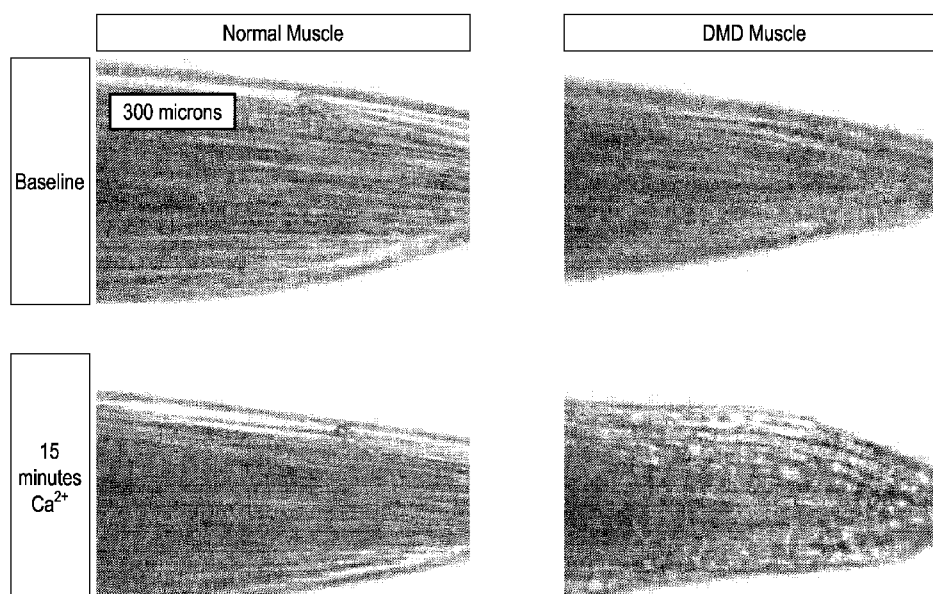 Normal Muscle
DMD Muscle
Baseline
300 microns
15
minutes
Ca²⁺